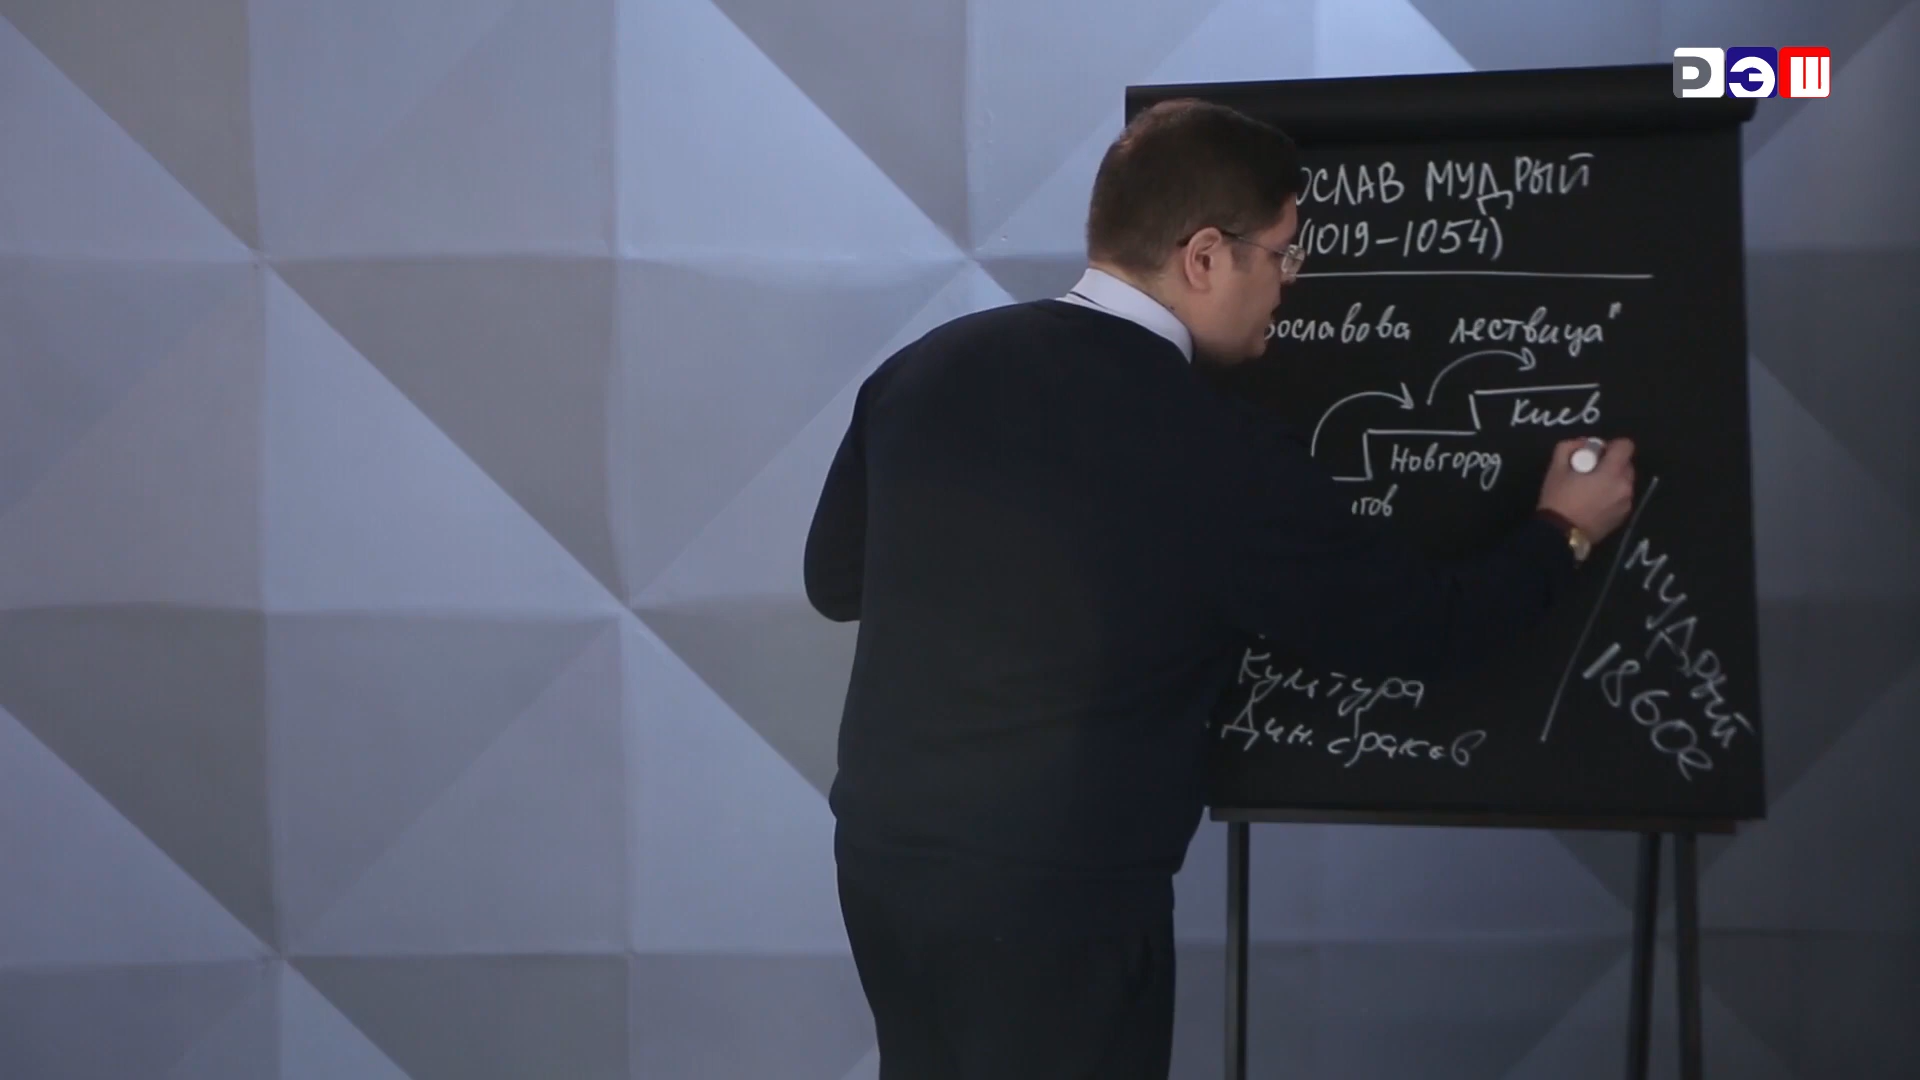 РЭШ
ОСЛАВ МУДРЫЙ
(1019-1054)
ославова лествица"
Киев
Новгород
тов
Культура
Дин. браков
Мудрый
1860е